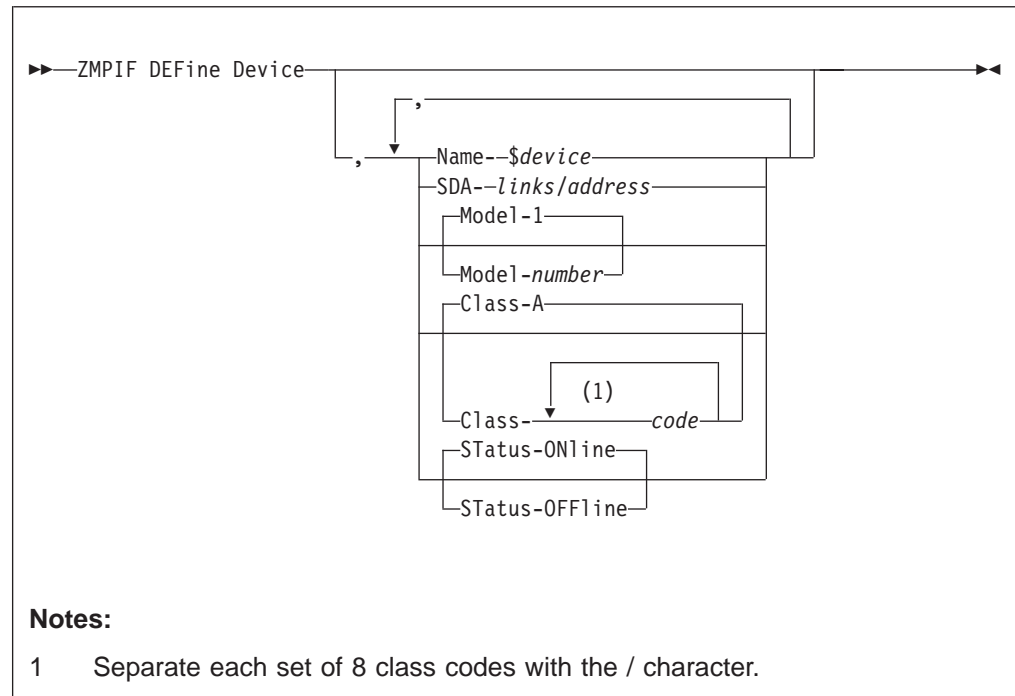 ►►—ZMPIF DEFine Device—►◄
,
,
Name-—$device
SDA-—links/address
Model-1
Model-number
Class-A
(1)
Class-—code
STatus-ONline
STatus-OFFline
Notes:
1 Separate each set of 8 class codes with the / character.